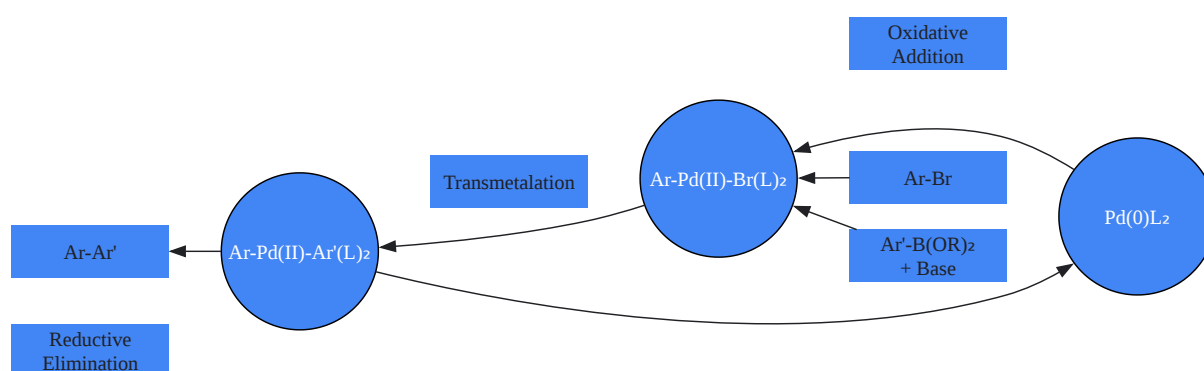 Oxidative
Addition
Transmetalation
Ar-Pd(II)-Br(L)₂
Ar-Br
Pd(0)L₂
Ar-Ar'
Ar-Pd(II)-Ar'(L)₂
Ar'-B(OR)₂
+ Base
Reductive
Elimination